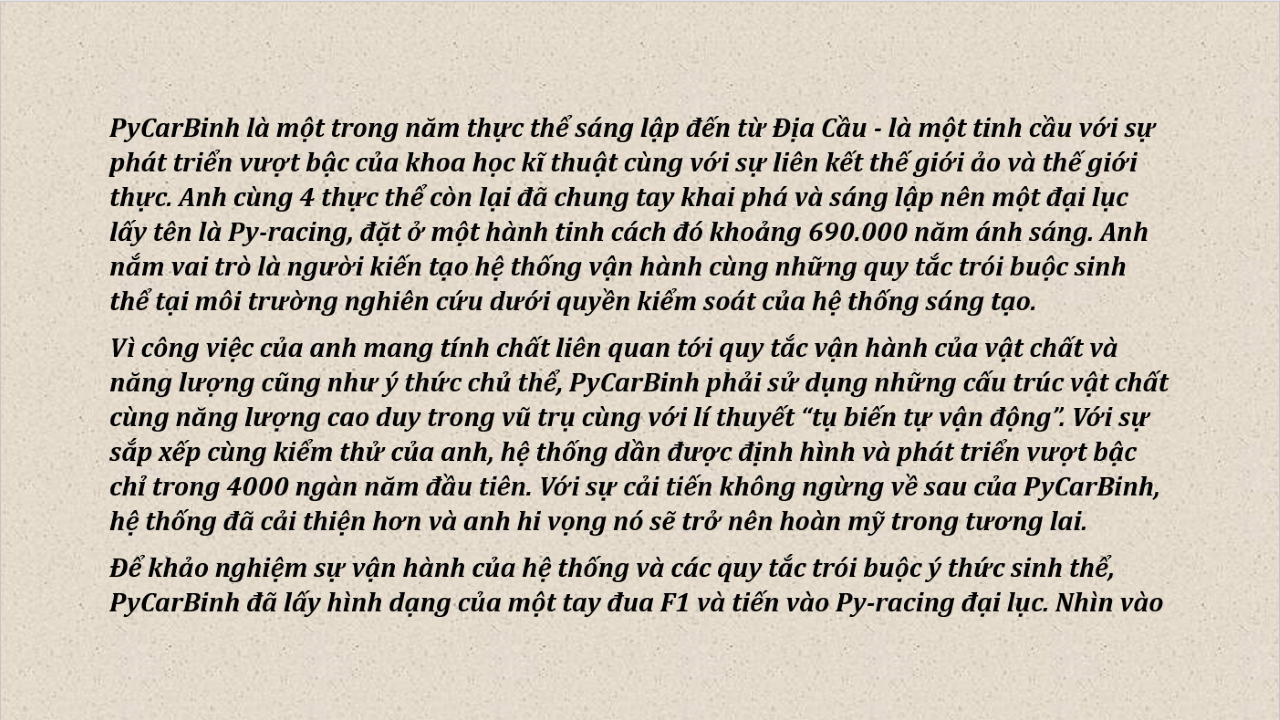 PyCarBinh là một trong năm thực thể sáng lập đến từ Địa Cầu - là một tinh cầu với sự
phát triển vượt bậc của khoa học kĩ thuật cùng với sự liên kết thế giới ảo và thế giới
thực. Anh cùng 4 thực thể còn lại đã chung tay khai phá và sáng lập nên một đại lục
lấy tên là Py-racing, đặt ở một hành tinh cách đó khoảng 690.000 năm ánh sáng. Anh
nắm vai trò là người kiến tạo hệ thống vận hành cùng những quy tắc trói buộc sinh
thể tại môi trường nghiên cứu dưới quyền kiểm soát của hệ thống sáng tạo.
Vì công việc của anh mang tính chất liên quan tới quy tắc vận hành của vật chất và
năng lượng cũng như ý thức chủ thể, PyCarBinh phải sử dụng những cấu trúc vật chất
cùng năng lượng cao duy trong vũ trụ cùng với lí thuyết “tụ biến tự vận động”. Với sự
sắp xếp cùng kiểm thử của anh, hệ thống dần được định hình và phát triển vượt bậc
chỉ trong 4000 ngàn năm đầu tiên. Với sự cải tiến không ngừng về sau của PyCarBinh,
hệ thống đã cải thiện hơn và anh hi vọng nó sẽ trở nên hoàn mỹ trong tương lai.
Để khảo nghiệm sự vận hành của hệ thống và các quy tắc trói buộc ý thức sinh thể,
PyCarBinh đã lấy hình dạng của một tay đua F1 và tiến vào Py-racing đại lục. Nhìn vào